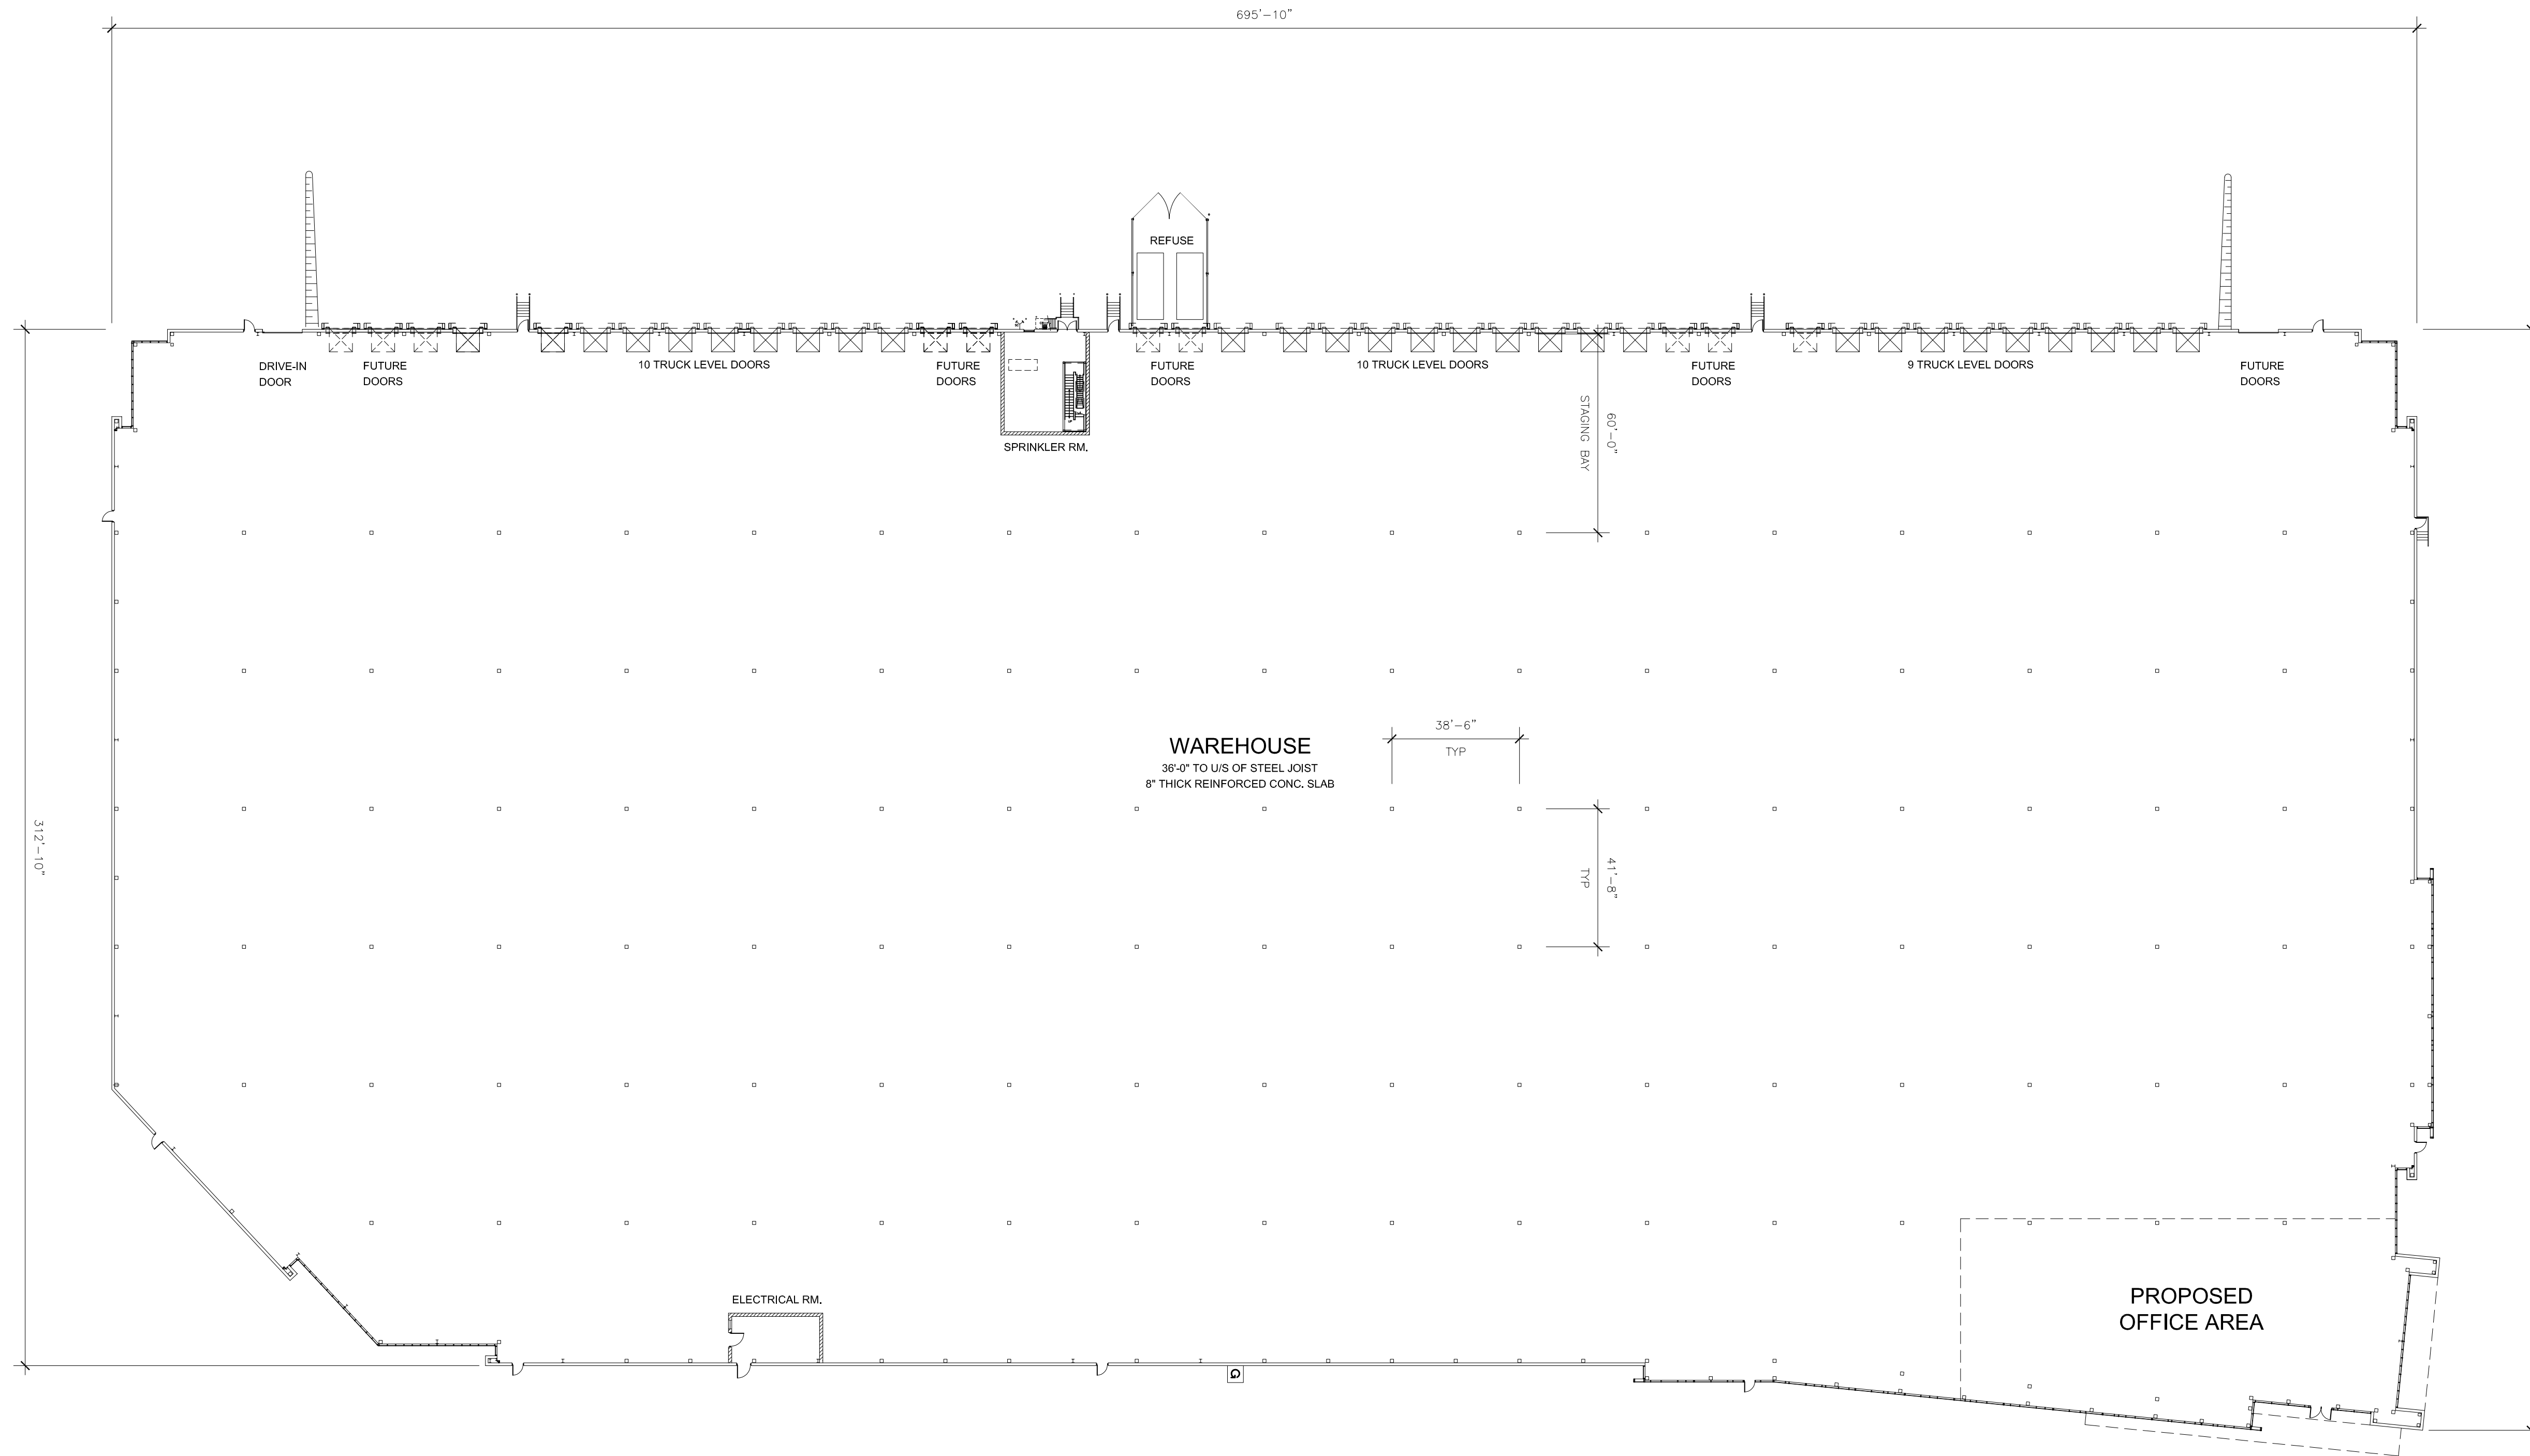 695'-10"
REFUSE
DRIVE-IN
DOOR
FUTURE
DOORS
10 TRUCK LEVEL DOORS
FUTURE
DOORS
FUTURE
DOORS
10 TRUCK LEVEL DOORS
FUTURE
DOORS
9 TRUCK LEVEL DOORS
FUTURE
DOORS
SPRINKLER RM.
60'-0"
STAGING BAY
WAREHOUSE
36'-0" TO U/S OF STEEL JOIST
8" THICK REINFORCED CONC. SLAB
38'-6"
TYP
41'-8"
TYP
312'-10"
ELECTRICAL RM.
PROPOSED
OFFICE AREA
G